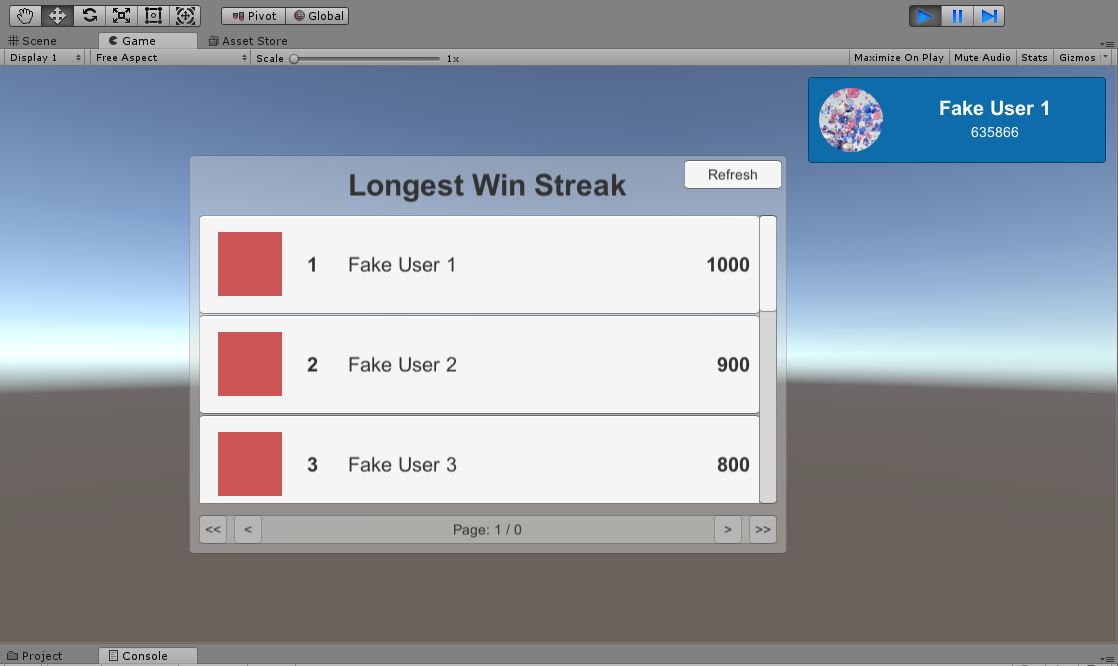 Pivot Global
Scene Game Asset Store
Display 1 Free Aspect Scale 1x Maximize On Play Mute Audio Stats Gizmos
Fake User 1
635866
Longest Win Streak Refresh
1 Fake User 1 1000
2 Fake User 2 900
3 Fake User 3 800
<< < Page: 1 / 0 > >>
Project Console